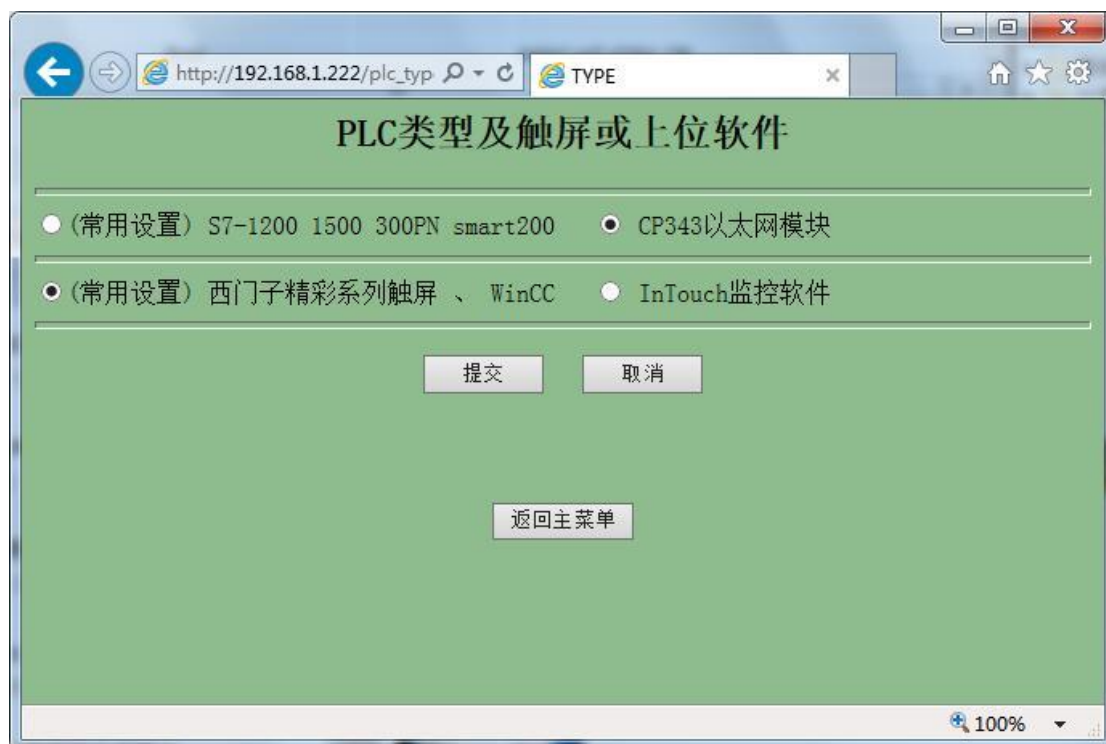 http://192.168.1.222/plc_typ
TYPE
PLC类型及触屏或上位软件
(常用设置) S7-1200 1500 300PN smart200 CP343以太网模块
(常用设置) 西门子精彩系列触屏 、 WinCC InTouch监控软件
提交 取消
返回主菜单
100%